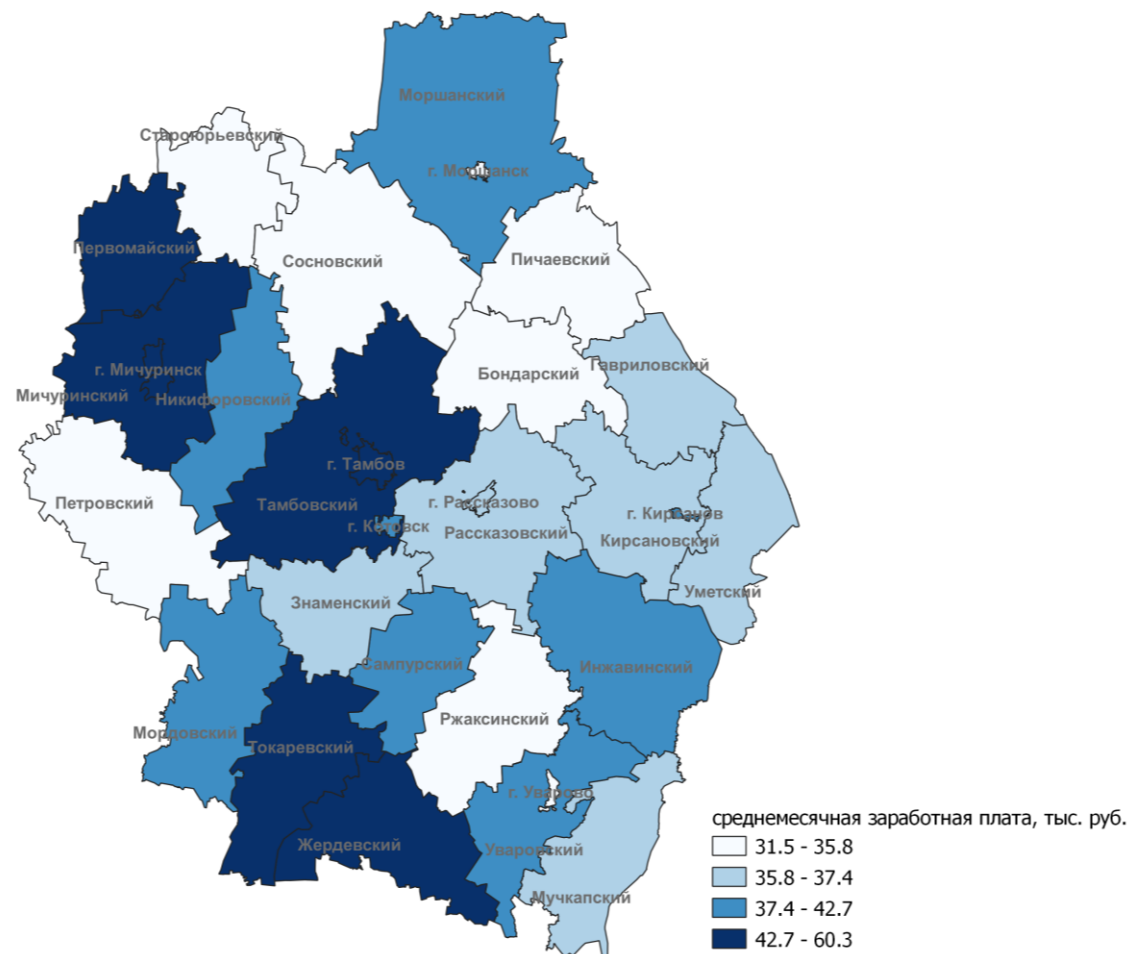 Моршанский
Староюрьевский
г. Моршанск
Первомайский
Сосновский
Пичаевский
Гавриловский
г. Мичуринск
Бондарский
Мичуринский
Никифоровский
г. Тамбов
Петровский
Тамбовский
г. Рассказово
г. Кирсанов
г. Котовск
Рассказовский
Кирсановский
Уметский
Знаменский
Сампурский
Инжавинский
Ржаксинский
Мордовский
Токаревский
г. Уварово
среднемесячная заработная плата, тыс. руб.
31.5 - 35.8
Жердевский
Уваровский
35.8 - 37.4
Мучкапский
37.4 - 42.7
42.7 - 60.3